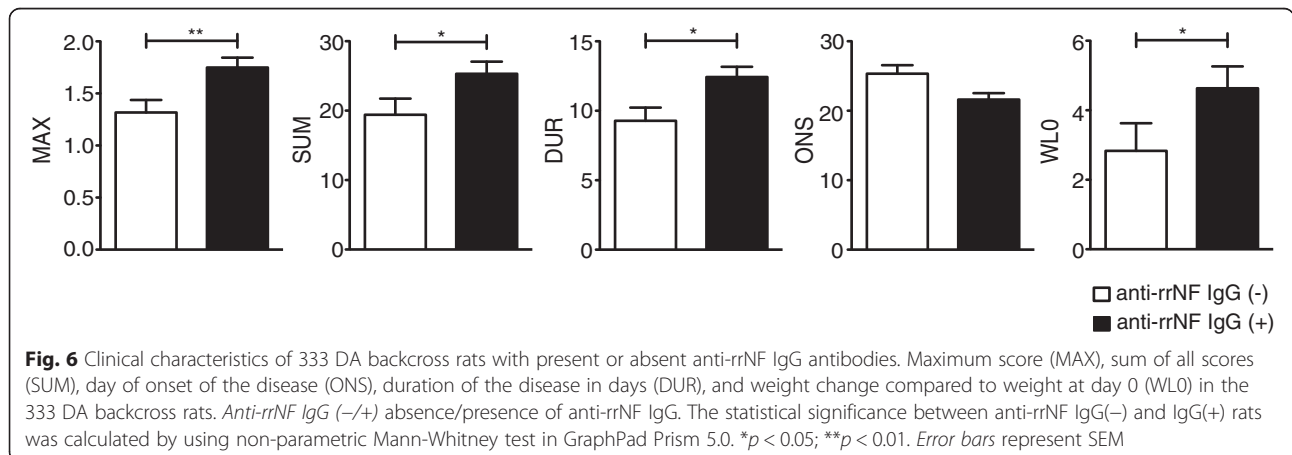 ** * * *
2.0 30 15 30 6
1.5 20 10 20 4
1.0 10 5 10 2
0.5
0.0 0 0 0 0
MAX SUM DUR ONS WL0
anti-rrNF IgG (-)
anti-rrNF IgG (+)
Fig. 6 Clinical characteristics of 333 DA backcross rats with present or absent anti-rrNF IgG antibodies. Maximum score (MAX), sum of all scores
(SUM), day of onset of the disease (ONS), duration of the disease in days (DUR), and weight change compared to weight at day 0 (WL0) in the
333 DA backcross rats. Anti-rrNF IgG (−/+) absence/presence of anti-rrNF IgG. The statistical significance between anti-rrNF IgG(−) and IgG(+) rats
was calculated by using non-parametric Mann-Whitney test in GraphPad Prism 5.0. *p < 0.05; **p < 0.01. Error bars represent SEM